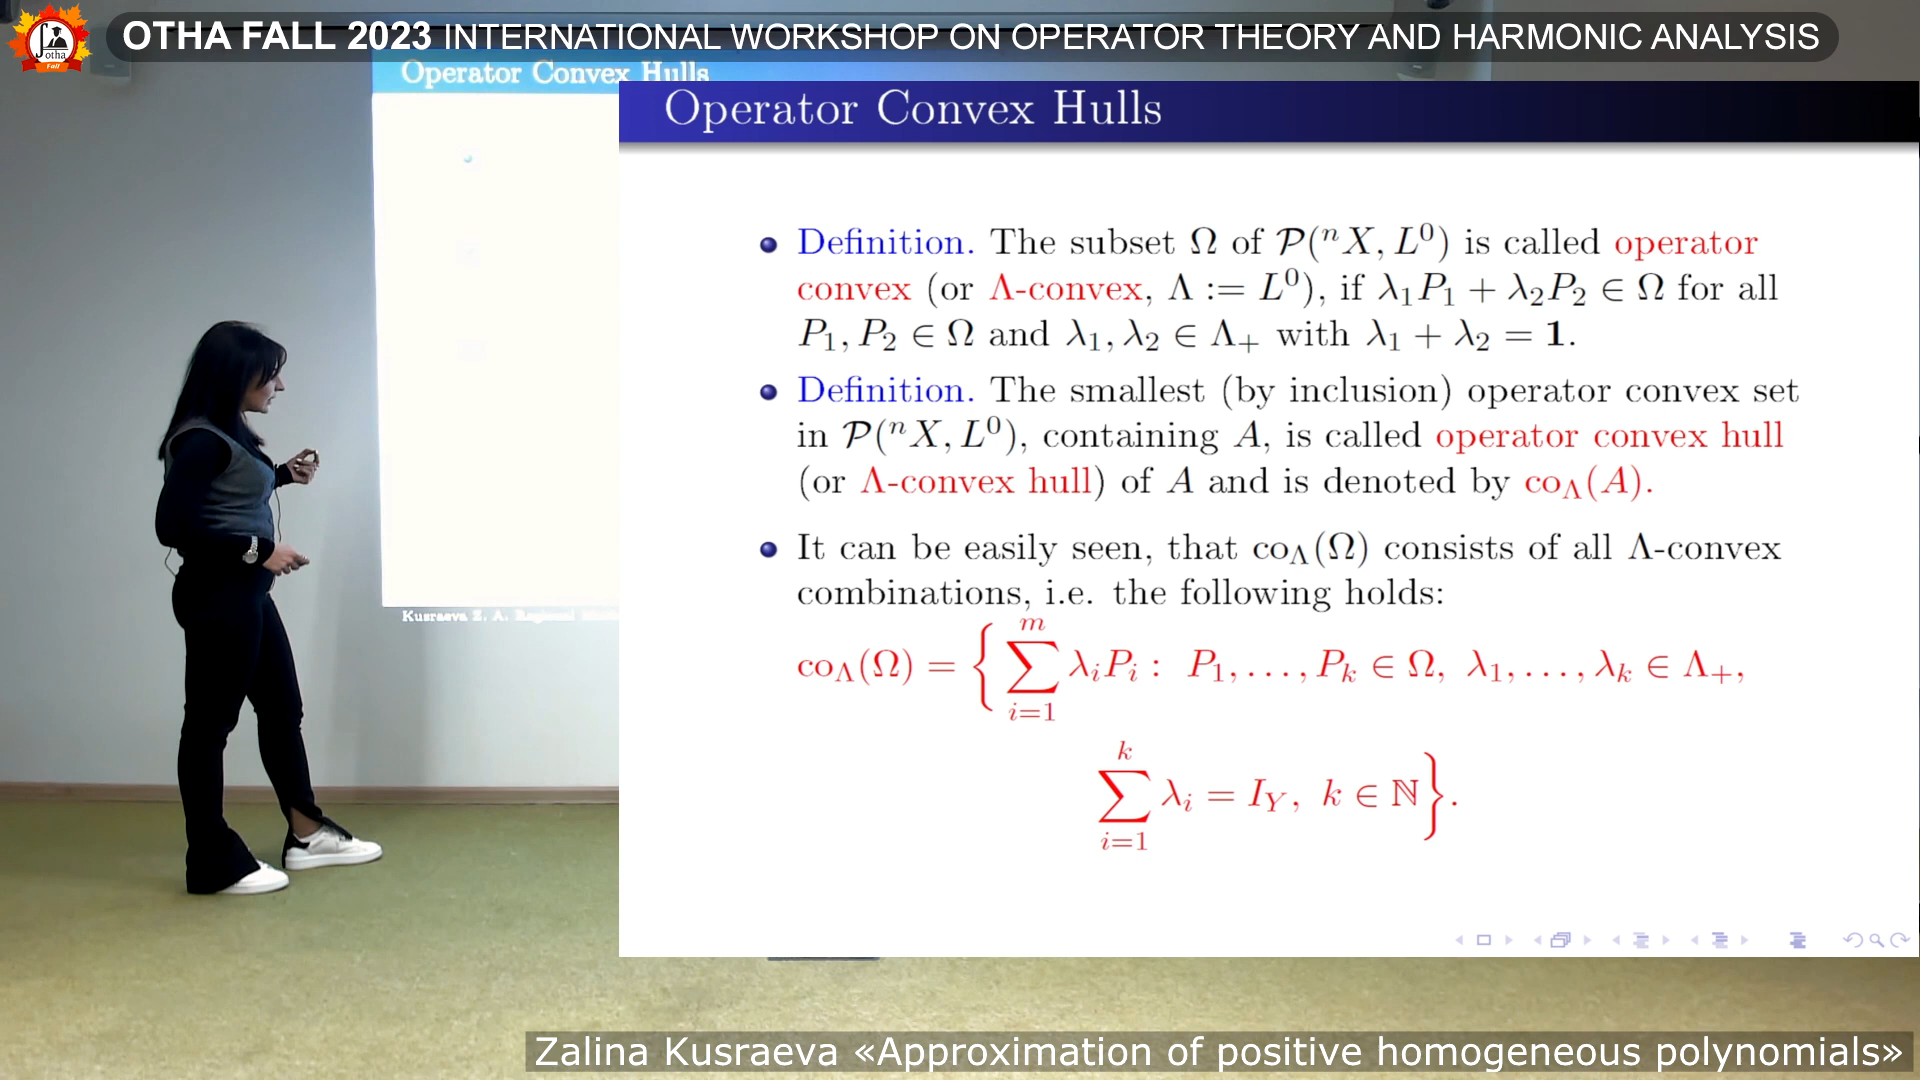 OTHA FALL 2023 INTERNATIONAL WORKSHOP ON OPERATOR THEORY AND HARMONIC ANALYSIS
otha
Fall
Operator Convex Hulls
Operator Convex Hulls
Definition. The subset Ω of 𝒫(ⁿX, L⁰) is called operator
convex (or Λ-convex, Λ := L⁰), if λ₁P₁ + λ₂P₂ ∈ Ω for all
P₁, P₂ ∈ Ω and λ₁, λ₂ ∈ Λ₊ with λ₁ + λ₂ = 𝟏.
Definition. The smallest (by inclusion) operator convex set
in 𝒫(ⁿX, L⁰), containing A, is called operator convex hull
(or Λ-convex hull) of A and is denoted by co_Λ(A).
It can be easily seen, that co_Λ(Ω) consists of all Λ-convex
combinations, i.e. the following holds:
co_Λ(Ω) = { ∑_{i=1}^{m} λᵢPᵢ : P₁, . . . , Pₖ ∈ Ω, λ₁, . . . , λₖ ∈ Λ₊,
∑_{i=1}^{k} λᵢ = I_Y, k ∈ ℕ }.
Kusraeva Z. A.
Zalina Kusraeva «Approximation of positive homogeneous polynomials»